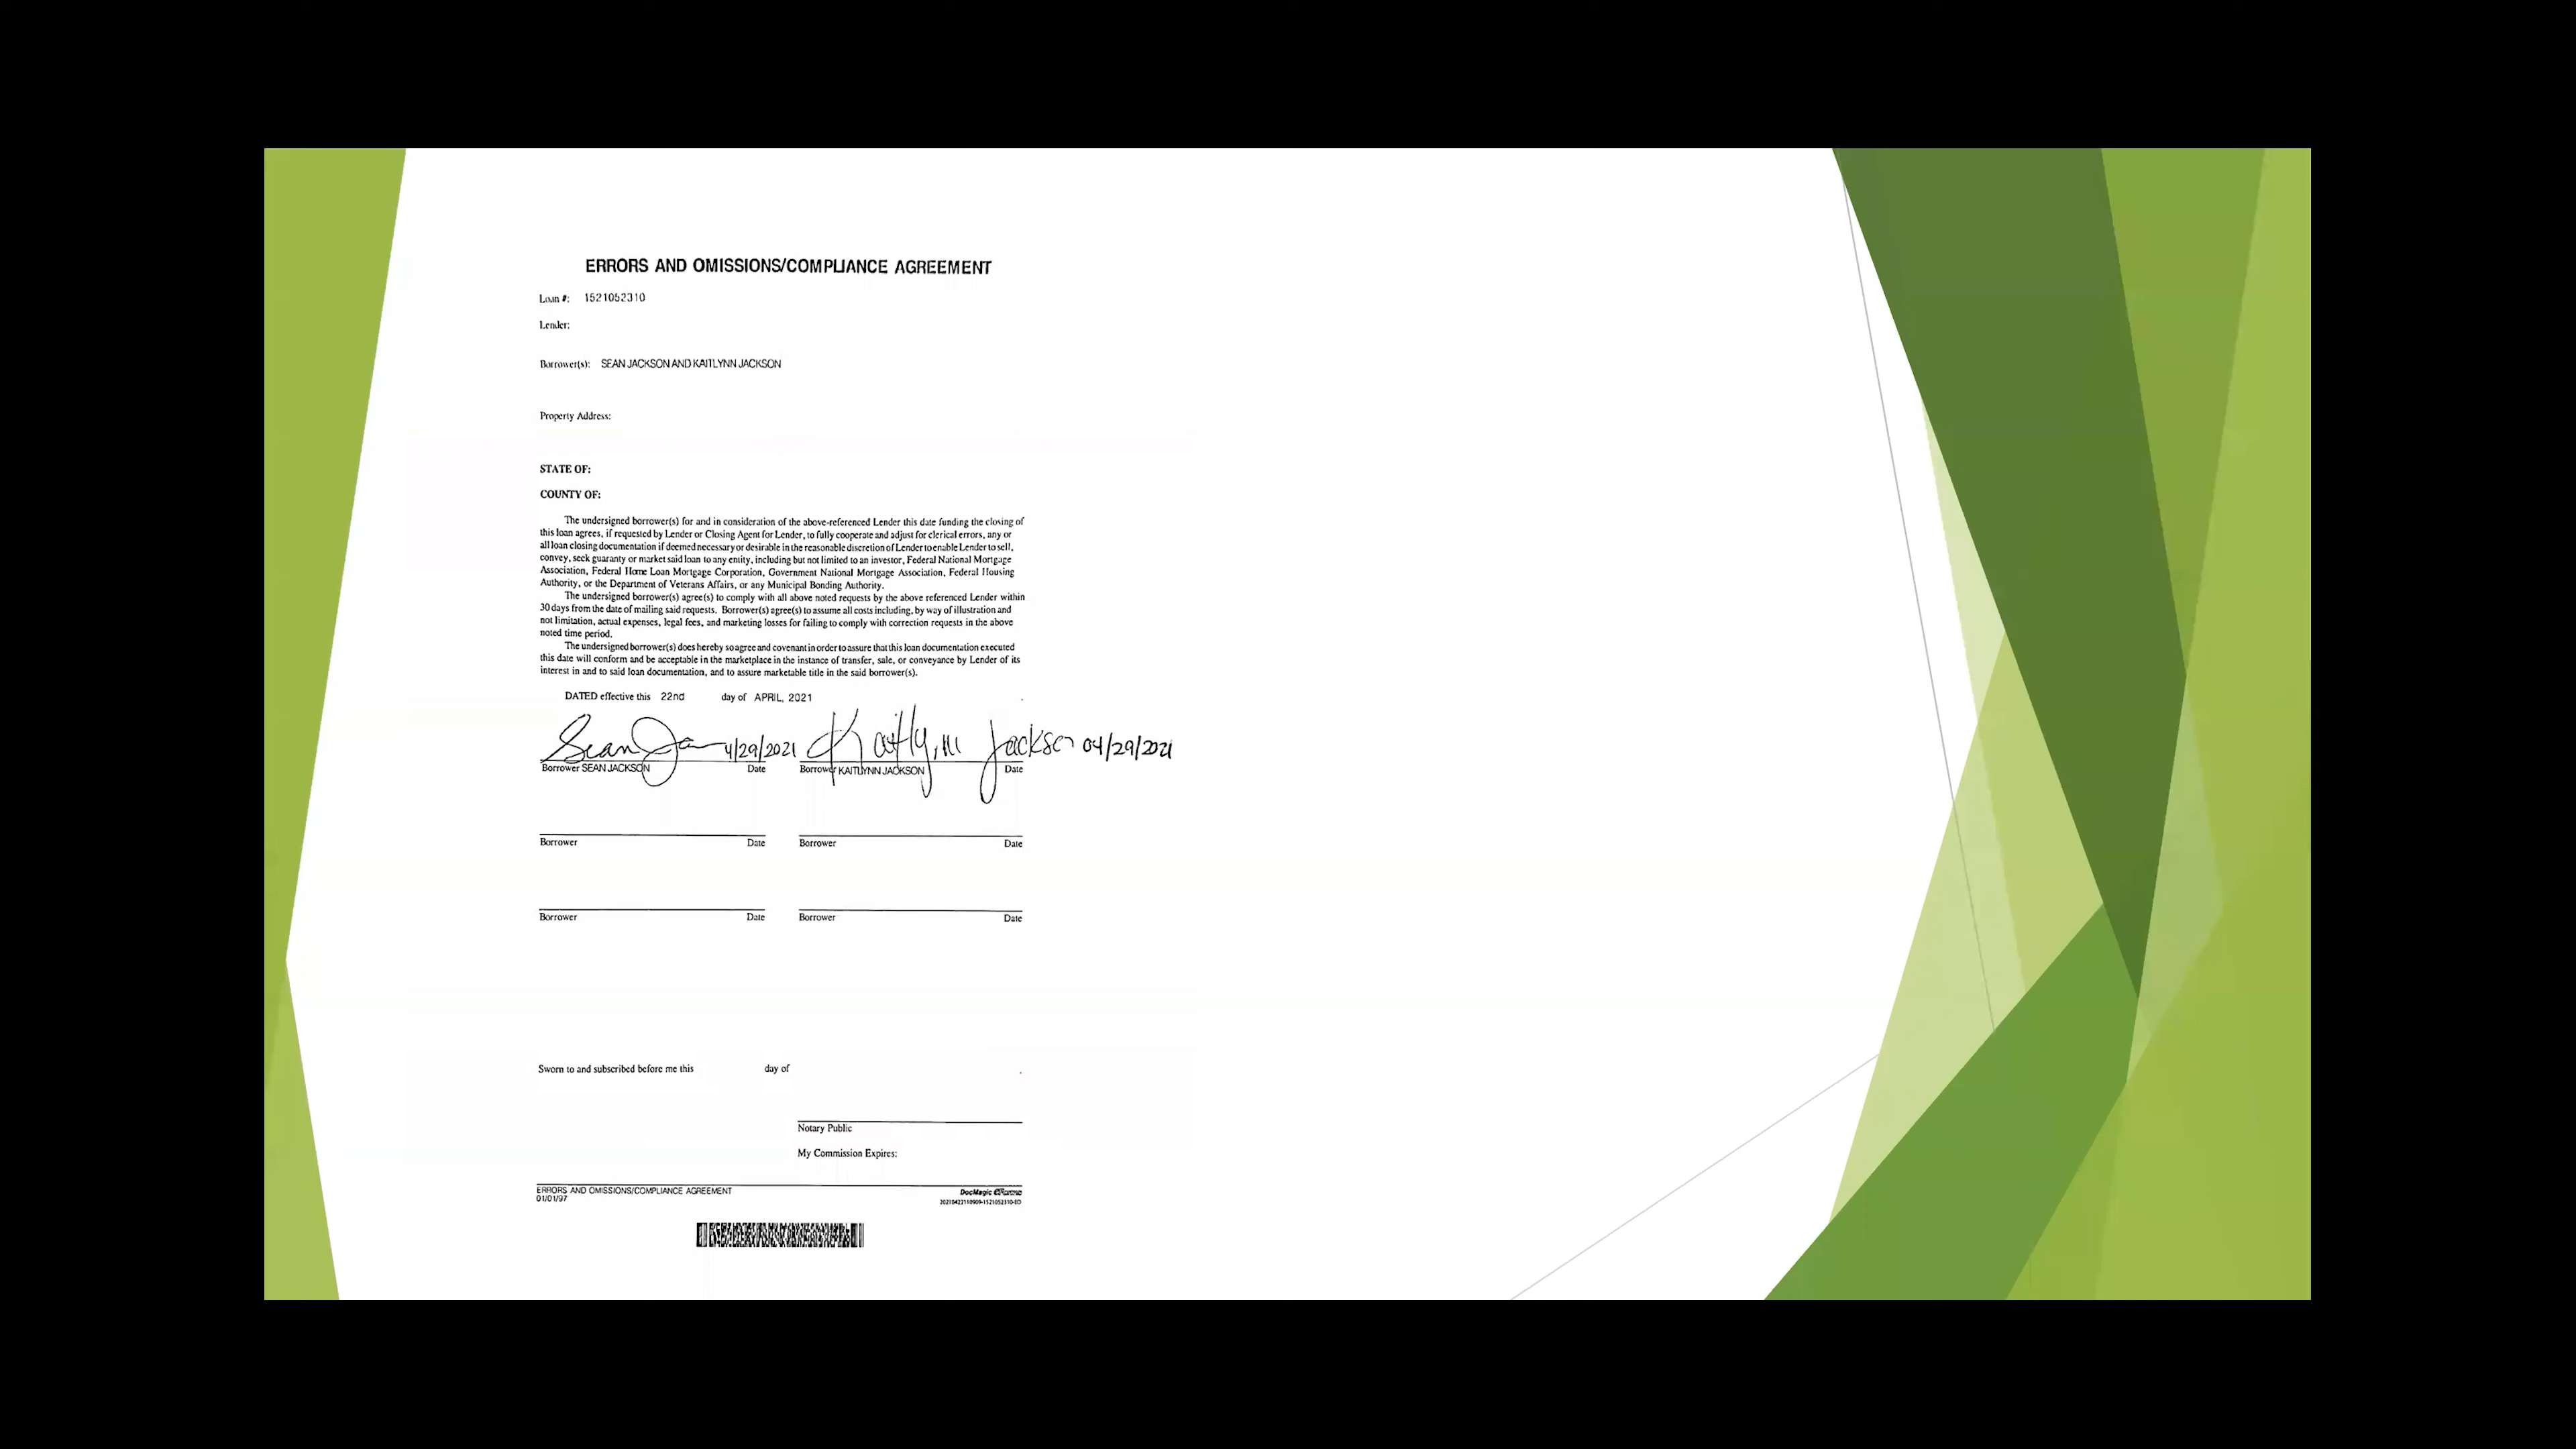 ERRORS AND OMISSIONS/COMPLIANCE AGREEMENT
Loan #: 1521052310
Lender:
Borrower(s): SEAN JACKSON AND KAITLYNN JACKSON
Property Address:
STATE OF:
COUNTY OF:
The undersigned borrower(s) for and in consideration of the above-referenced Lender this date funding the closing of
this loan agrees, if requested by Lender or Closing Agent for Lender, to fully cooperate and adjust for clerical errors, any or
all loan closing documentation if deemed necessary or desirable in the reasonable discretion of Lender to enable Lender to sell,
convey, seek guaranty or market said loan to any entity, including but not limited to an investor, Federal National Mortgage
Association, Federal Home Loan Mortgage Corporation, Government National Mortgage Association, Federal Housing
Authority, or the Department of Veterans Affairs, or any Municipal Bonding Authority.
The undersigned borrower(s) agree(s) to comply with all above noted requests by the above referenced Lender within
30 days from the date of mailing said requests. Borrower(s) agree(s) to assume all costs including, by way of illustration and
not limitation, actual expenses, legal fees, and marketing losses for failing to comply with correction requests in the above
noted time period.
The undersigned borrower(s) does hereby so agree and covenant in order to assure that this loan documentation executed
this date will conform and be acceptable in the marketplace in the instance of transfer, sale, or conveyance by Lender of its
interest in and to said loan documentation, and to assure marketable title in the said borrower(s).
DATED effective this 22nd day of APRIL, 2021 .
Sean 4/29/2021 Jackson 04/29/2021
Borrower SEAN JACKSON Date Borrower KAITLYNN JACKSON Date
Borrower Date Borrower Date
Borrower Date Borrower Date
Sworn to and subscribed before me this day of .
Notary Public
My Commission Expires:
ERRORS AND OMISSIONS/COMPLIANCE AGREEMENT DocMagic
01/01/97